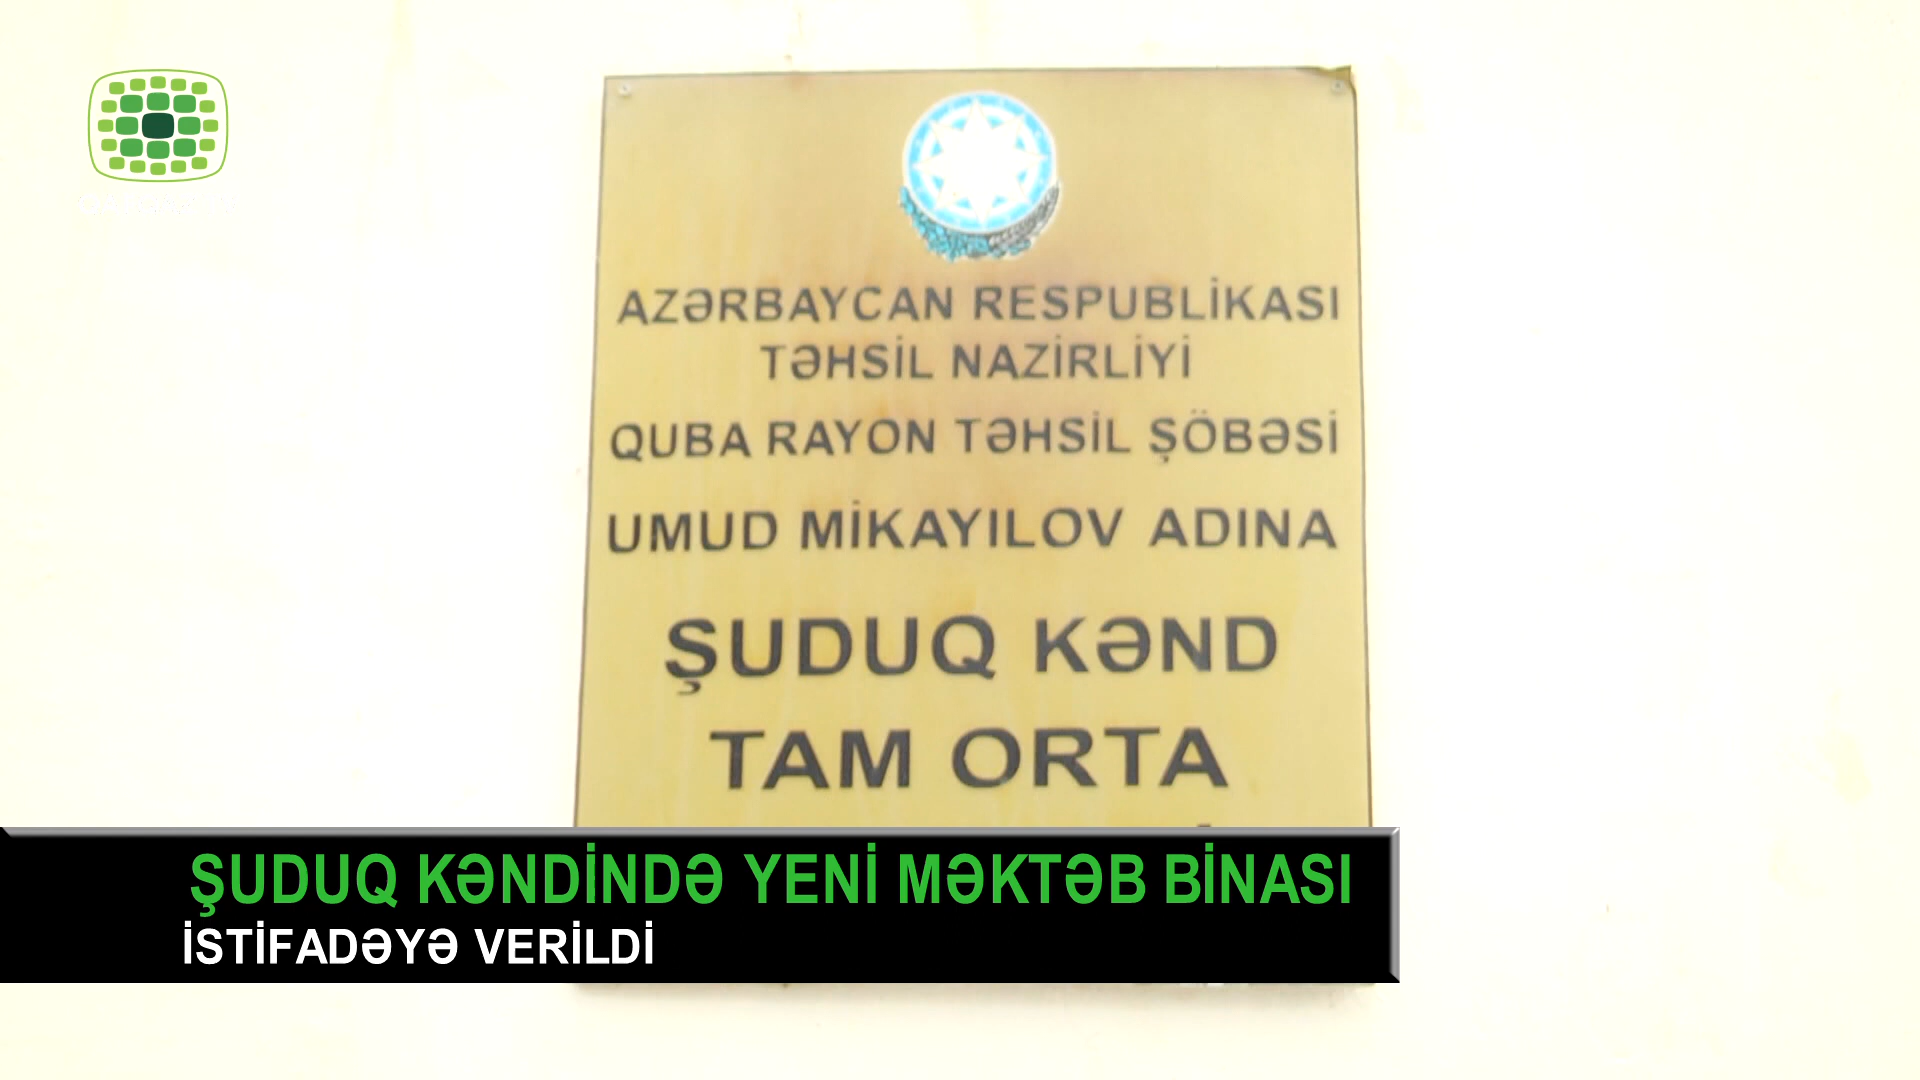 AZƏRBAYCAN RESPUBLİKASI
TƏHSİL NAZİRLİYİ
QUBA RAYON TƏHSİL ŞÖBƏSİ
UMUD MİKAYILOV ADINA
ŞUDUQ KƏND
TAM ORTA
ŞUDUQ KƏNDİNDƏ YENİ MƏKTƏB BİNASI
İSTİFADƏYƏ VERİLDİ